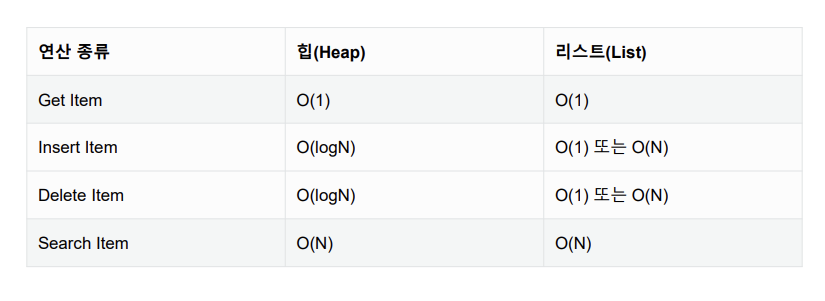 연산 종류 힙(Heap) 리스트(List)
Get Item O(1) O(1)
Insert Item O(logN) O(1) 또는 O(N)
Delete Item O(logN) O(1) 또는 O(N)
Search Item O(N) O(N)